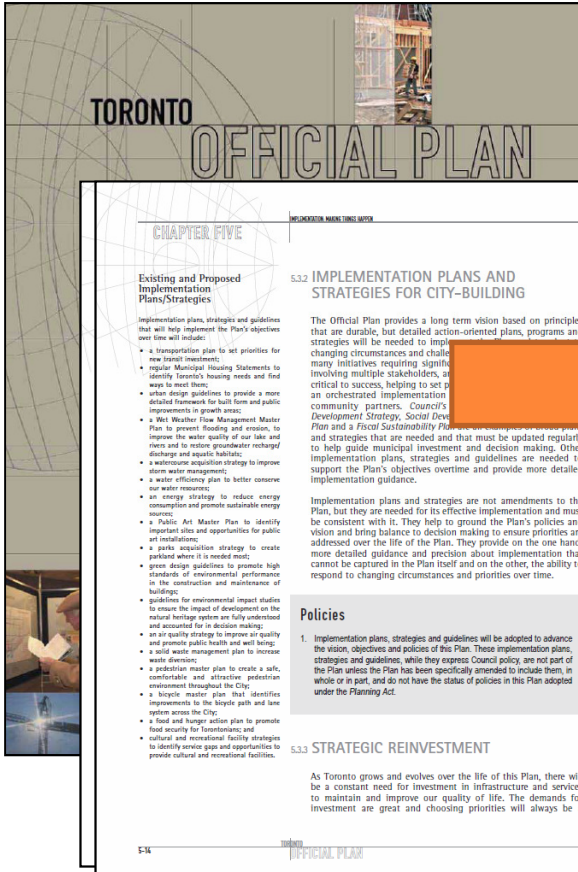 TORONTO
OFFICIAL PLAN
IMPLEMENTATION: MAKING THINGS HAPPEN
CHAPTER FIVE
Existing and Proposed
Implementation
Plans/Strategies
Implementation plans, strategies and guidelines
that will help implement the Plan's objectives
over time will include:
• a transportation plan to set priorities for
new transit investment;
• regular Municipal Housing Statements to
identify Toronto's housing needs and find
ways to meet them;
• urban design guidelines to provide a more
detailed framework for built form and public
improvements in growth areas;
• a Wet Weather Flow Management Master
Plan to prevent flooding and erosion, to
improve the water quality of our lake and
rivers and to restore groundwater recharge/
discharge and aquatic habitats;
• a watercourse acquisition strategy to improve
storm water management;
• a water efficiency plan to better conserve
our water resources;
• an energy strategy to reduce energy
consumption and promote sustainable energy
sources;
• a Public Art Master Plan to identify
important sites and opportunities for public
art installations;
• a parks acquisition strategy to create
parkland where it is needed most;
• green design guidelines to promote high
standards of environmental performance
in the construction and maintenance of
buildings;
• guidelines for environmental impact studies
to ensure the impact of development on the
natural heritage system are fully understood
and accounted for in decision making;
• an air quality strategy to improve air quality
and promote public health and well being;
• a solid waste management plan to increase
waste diversion;
• a pedestrian master plan to create a safe,
comfortable and attractive pedestrian
environment throughout the City;
• a bicycle master plan that identifies
improvements to the bicycle path and lane
system across the City;
• a food and hunger action plan to promote
food security for Torontonians; and
• cultural and recreational facility strategies
to identify service gaps and opportunities to
provide cultural and recreational facilities.
5.3.2 IMPLEMENTATION PLANS AND
STRATEGIES FOR CITY-BUILDING
The Official Plan provides a long term vision based on principle
that are durable, but detailed action-oriented plans, programs an
strategies will be needed to
changing circumstances and
many initiatives requiring
involving multiple stakeholders,
critical to success, helping to set
an orchestrated implementation
community partners. Council's
Development Strategy, Social
Plan and a Fiscal Sustainability
and strategies that are needed and that must be updated regularl
to help guide municipal investment and decision making. Othe
implementation plans, strategies and guidelines are needed t
support the Plan's objectives overtime and provide more detaile
implementation guidance.
Implementation plans and strategies are not amendments to th
Plan, but they are needed for its effective implementation and mus
be consistent with it. They help to ground the Plan's policies an
vision and bring balance to decision making to ensure priorities ar
addressed over the life of the Plan. They provide on the one hand
more detailed guidance and precision about implementation tha
cannot be captured in the Plan itself and on the other, the ability t
respond to changing circumstances and priorities over time.
Policies
1. Implementation plans, strategies and guidelines will be adopted to advance
the vision, objectives and policies of this Plan. These implementation plans,
strategies and guidelines, while they express Council policy, are not part of
the Plan unless the Plan has been specifically amended to include them, in
whole or in part, and do not have the status of policies in this Plan adopted
under the Planning Act.
5.3.3 STRATEGIC REINVESTMENT
As Toronto grows and evolves over the life of this Plan, there wil
be a constant need for investment in infrastructure and service
to maintain and improve our quality of life. The demands fo
investment are great and choosing priorities will always be
5-14
TORONTO
OFFICIAL PLAN